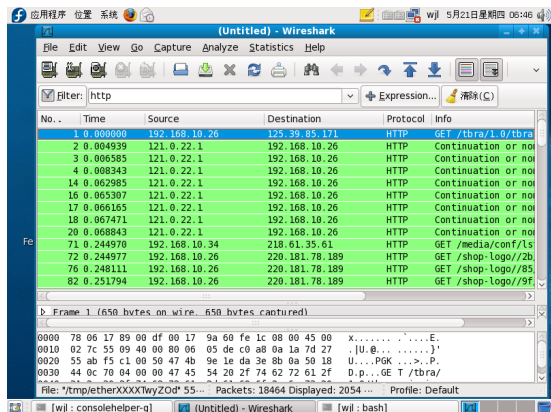 应用程序 位置 系统 wjl 5月21日星期四 06:46
(Untitled) - Wireshark
File Edit View Go Capture Analyze Statistics Help
Filter: http Expression... 清除(C)
No.. Time Source Destination Protocol Info
1 0.000000 192.168.10.26 125.39.85.171 HTTP GET /tbra/1.0/tbra
2 0.004939 121.0.22.1 192.168.10.26 HTTP Continuation or nor
3 0.006585 121.0.22.1 192.168.10.26 HTTP Continuation or nor
4 0.008343 121.0.22.1 192.168.10.26 HTTP Continuation or nor
14 0.062985 121.0.22.1 192.168.10.26 HTTP Continuation or nor
16 0.065307 121.0.22.1 192.168.10.26 HTTP Continuation or nor
17 0.066165 121.0.22.1 192.168.10.26 HTTP Continuation or nor
18 0.067471 121.0.22.1 192.168.10.26 HTTP Continuation or nor
20 0.068843 121.0.22.1 192.168.10.26 HTTP Continuation or nor
71 0.244970 192.168.10.34 218.61.35.61 HTTP GET /media/conf/ls
72 0.244977 192.168.10.26 220.181.78.189 HTTP GET /shop-logo//2b
76 0.248111 192.168.10.26 220.181.78.189 HTTP GET /shop-logo//85
82 0.251794 192.168.10.26 220.181.78.189 HTTP GET /shop-logo//9f
Fe
Frame 1 (650 bytes on wire, 650 bytes captured)
0000 78 06 17 89 00 df 00 17 9a 60 fe 1c 08 00 45 00 x....... .`....E.
0010 02 7c 55 09 40 00 80 06 05 de c0 a8 0a 1a 7d 27 .|U.@... ......}'
0020 55 ab f5 c1 00 50 47 4b 9e 1e da 3e 8b 0a 50 18 U....PGK ...>..P.
0030 44 0c 70 04 00 00 47 45 54 20 2f 74 62 72 61 2f D.p...GE T /tbra/
File: "/tmp/etherXXXXTwyZOd" 55··· Packets: 18464 Displayed: 2054 ··· Profile: Default
[wjl : consolehelper-g] (Untitled) - Wireshark [wjl : bash]